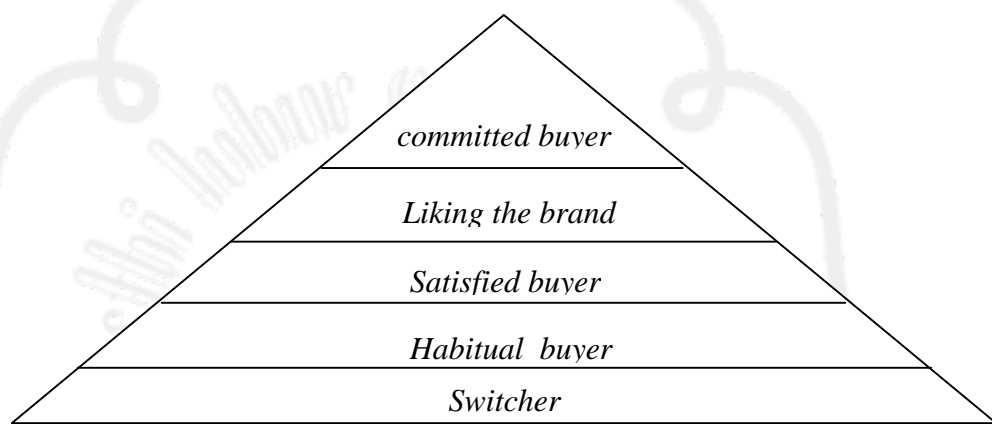 committed buyer
Liking the brand
Satisfied buyer
Habitual buyer
Switcher